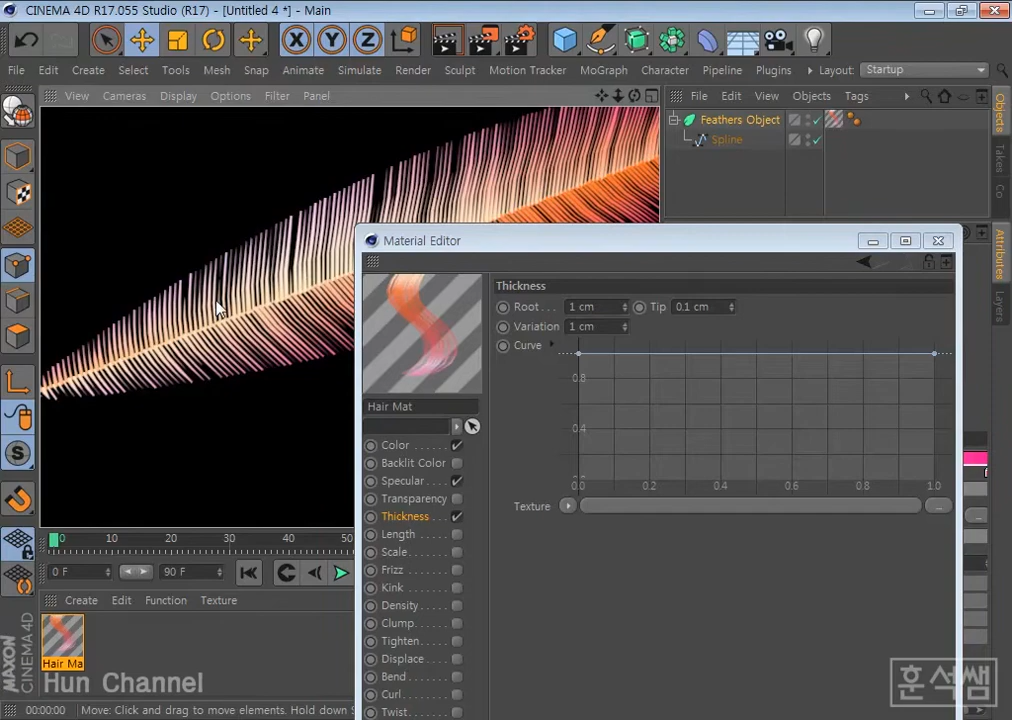 CINEMA 4D R17.055 Studio (R17) - [Untitled 4 *] - Main
File Edit Create Select Tools Mesh Snap Animate Simulate Render Sculpt Motion Tracker MoGraph Character Pipeline Plugins Layout: Startup
View Cameras Display Options Filter Panel
File Edit View Objects Tags
Feathers Object
Spline
Objects
Takes
Attributes
Layers
Material Editor
Thickness
Root . . . 1 cm Tip 0.1 cm
Variation 1 cm
Curve
0.8
0.4
0.0 0.2 0.4 0.6 0.8 1.0
Texture ...
Hair Mat
Color
Backlit Color
Specular
Transparency
Thickness
Length
Scale
Frizz
Kink
Density
Clump
Tighten
Displace
Bend
Curl
Twist
0 10 20 30 40 50
0 F 90 F
Create Edit Function Texture
Hair Ma
Hun Channel
훈석쌤
MAXON
CINEMA 4D
00:00:00 Move: Click and drag to move elements. Hold down S